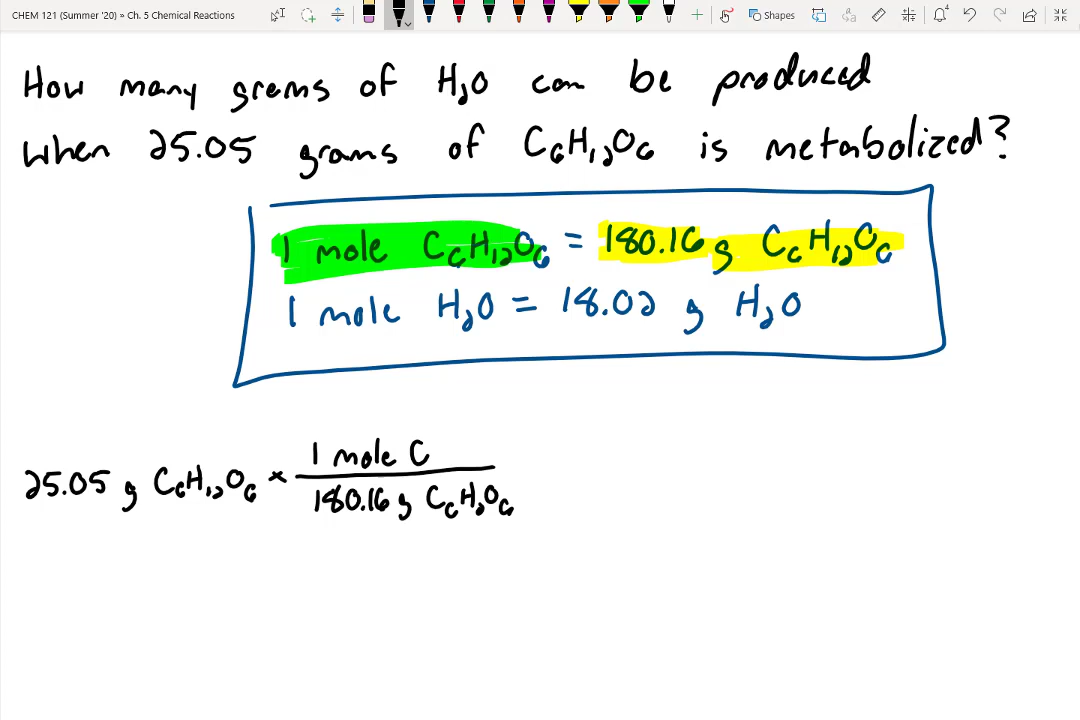 CHEM 121 (Summer '20) » Ch. 5 Chemical Reactions
4
Shapes
How many grams of H₂O can be produced
when 25.05 grams of C₆H₁₂O₆ is metabolized?
1 mole C₆H₁₂O₆ = 180.16 g C₆H₁₂O₆
1 mole H₂O = 18.02 g H₂O
1 mole C
25.05 g C₆H₁₂O₆ ×
180.16 g C₆H₂O₆